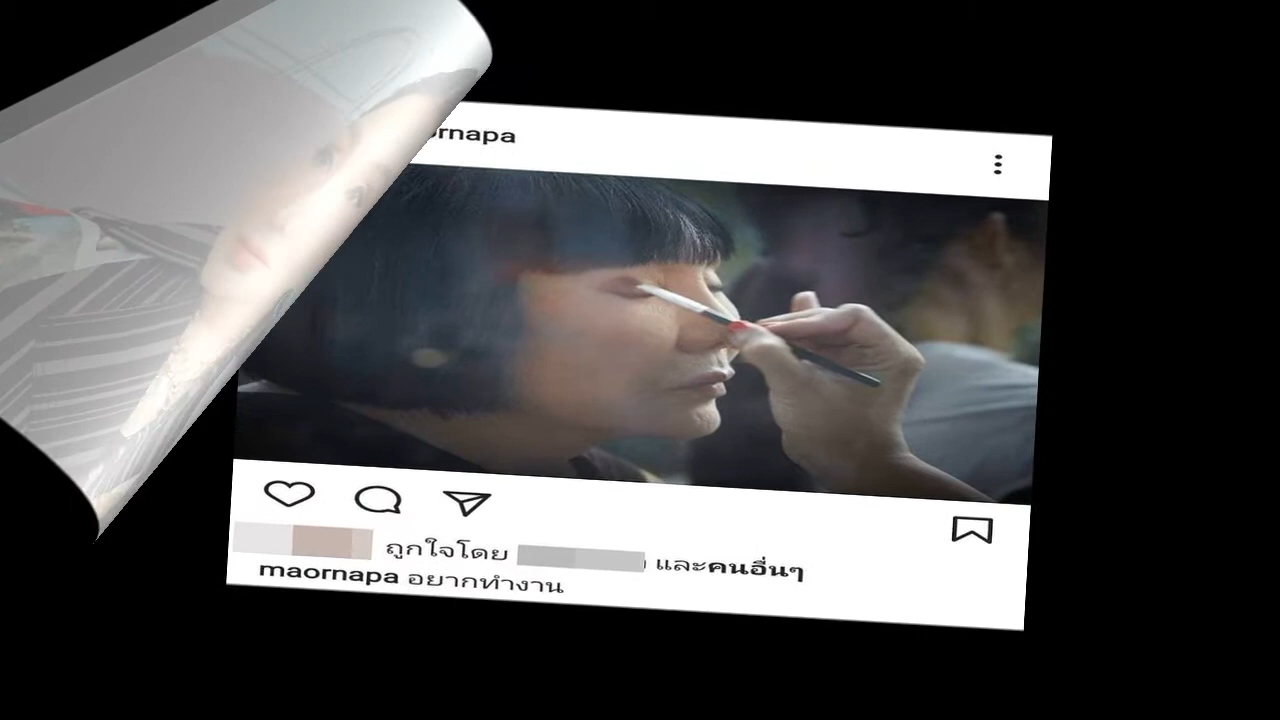 ornapa
ถูกใจโดย และคนอื่นๆ
maornapa อยากทำงาน